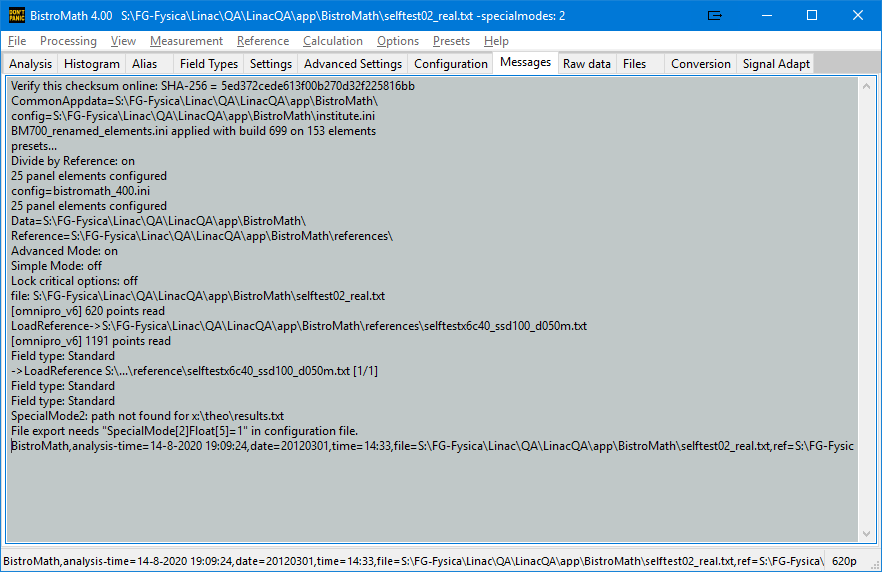 DON'T PANIC
BistroMath 4.00 S:\FG-Fysica\Linac\QA\LinacQA\app\BistroMath\selftest02_real.txt -specialmodes: 2
File Processing View Measurement Reference Calculation Options Presets Help
Analysis Histogram Alias Field Types Settings Advanced Settings Configuration Messages Raw data Files Conversion Signal Adapt
Verify this checksum online: SHA-256 = 5ed372cede613f00b270d32f225816bb
CommonAppdata=S:\FG-Fysica\Linac\QA\LinacQA\app\BistroMath\
config=S:\FG-Fysica\Linac\QA\LinacQA\app\BistroMath\institute.ini
BM700_renamed_elements.ini applied with build 699 on 153 elements
presets...
Divide by Reference: on
25 panel elements configured
config=bistromath_400.ini
25 panel elements configured
Data=S:\FG-Fysica\Linac\QA\LinacQA\app\BistroMath\
Reference=S:\FG-Fysica\Linac\QA\LinacQA\app\BistroMath\references\
Advanced Mode: on
Simple Mode: off
Lock critical options: off
file: S:\FG-Fysica\Linac\QA\LinacQA\app\BistroMath\selftest02_real.txt
[omnipro_v6] 620 points read
LoadReference->S:\FG-Fysica\Linac\QA\LinacQA\app\BistroMath\references\selftestx6c40_ssd100_d050m.txt
[omnipro_v6] 1191 points read
Field type: Standard
->LoadReference S:\...\reference\selftestx6c40_ssd100_d050m.txt [1/1]
Field type: Standard
Field type: Standard
SpecialMode2: path not found for x:\theo\results.txt
File export needs "SpecialMode[2]Float[5]=1" in configuration file.
BistroMath,analysis-time=14-8-2020 19:09:24,date=20120301,time=14:33,file=S:\FG-Fysica\Linac\QA\LinacQA\app\BistroMath\selftest02_real.txt,ref=S:\FG-Fysic
BistroMath,analysis-time=14-8-2020 19:09:24,date=20120301,time=14:33,file=S:\FG-Fysica\Linac\QA\LinacQA\app\BistroMath\selftest02_real.txt,ref=S:\FG-Fysica\ 620p